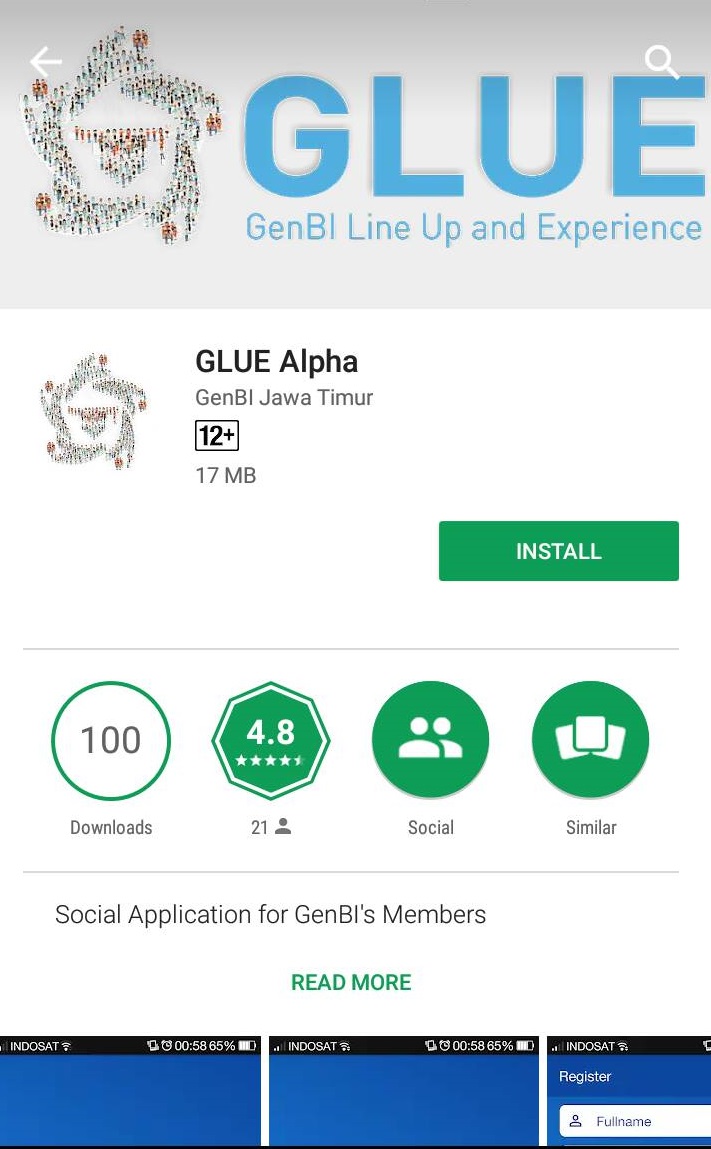 GLUE
GenBI Line Up and Experience
GLUE Alpha
GenBI Jawa Timur
12+
17 MB
INSTALL
100
4.8
Downloads
21
Social
Similar
Social Application for GenBI's Members
READ MORE
INDOSAT 00:58 65%
INDOSAT 00:58 65%
INDOSAT
Register
Fullname